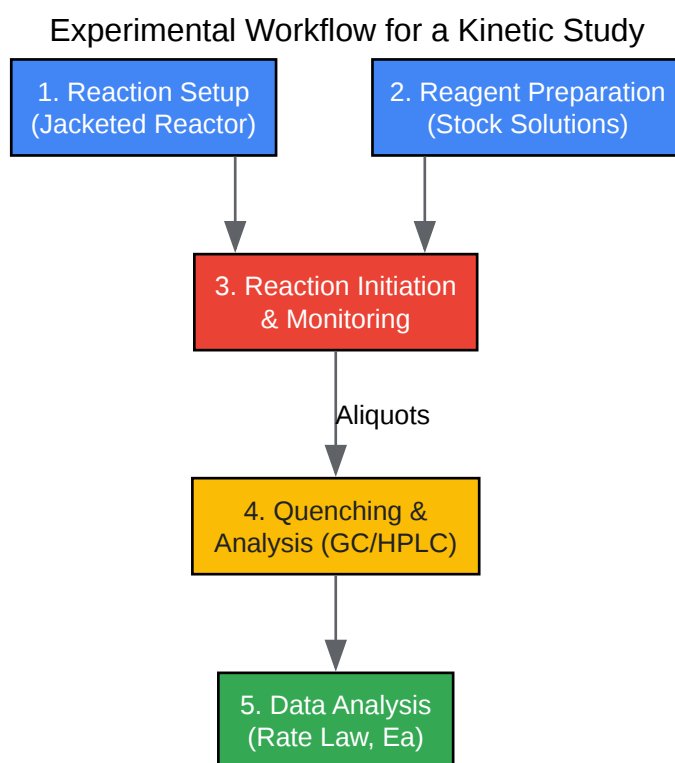 Experimental Workflow for a Kinetic Study
1. Reaction Setup
(Jacketed Reactor)
2. Reagent Preparation
(Stock Solutions)
3. Reaction Initiation
& Monitoring
Aliquots
4. Quenching &
Analysis (GC/HPLC)
5. Data Analysis
(Rate Law, Ea)